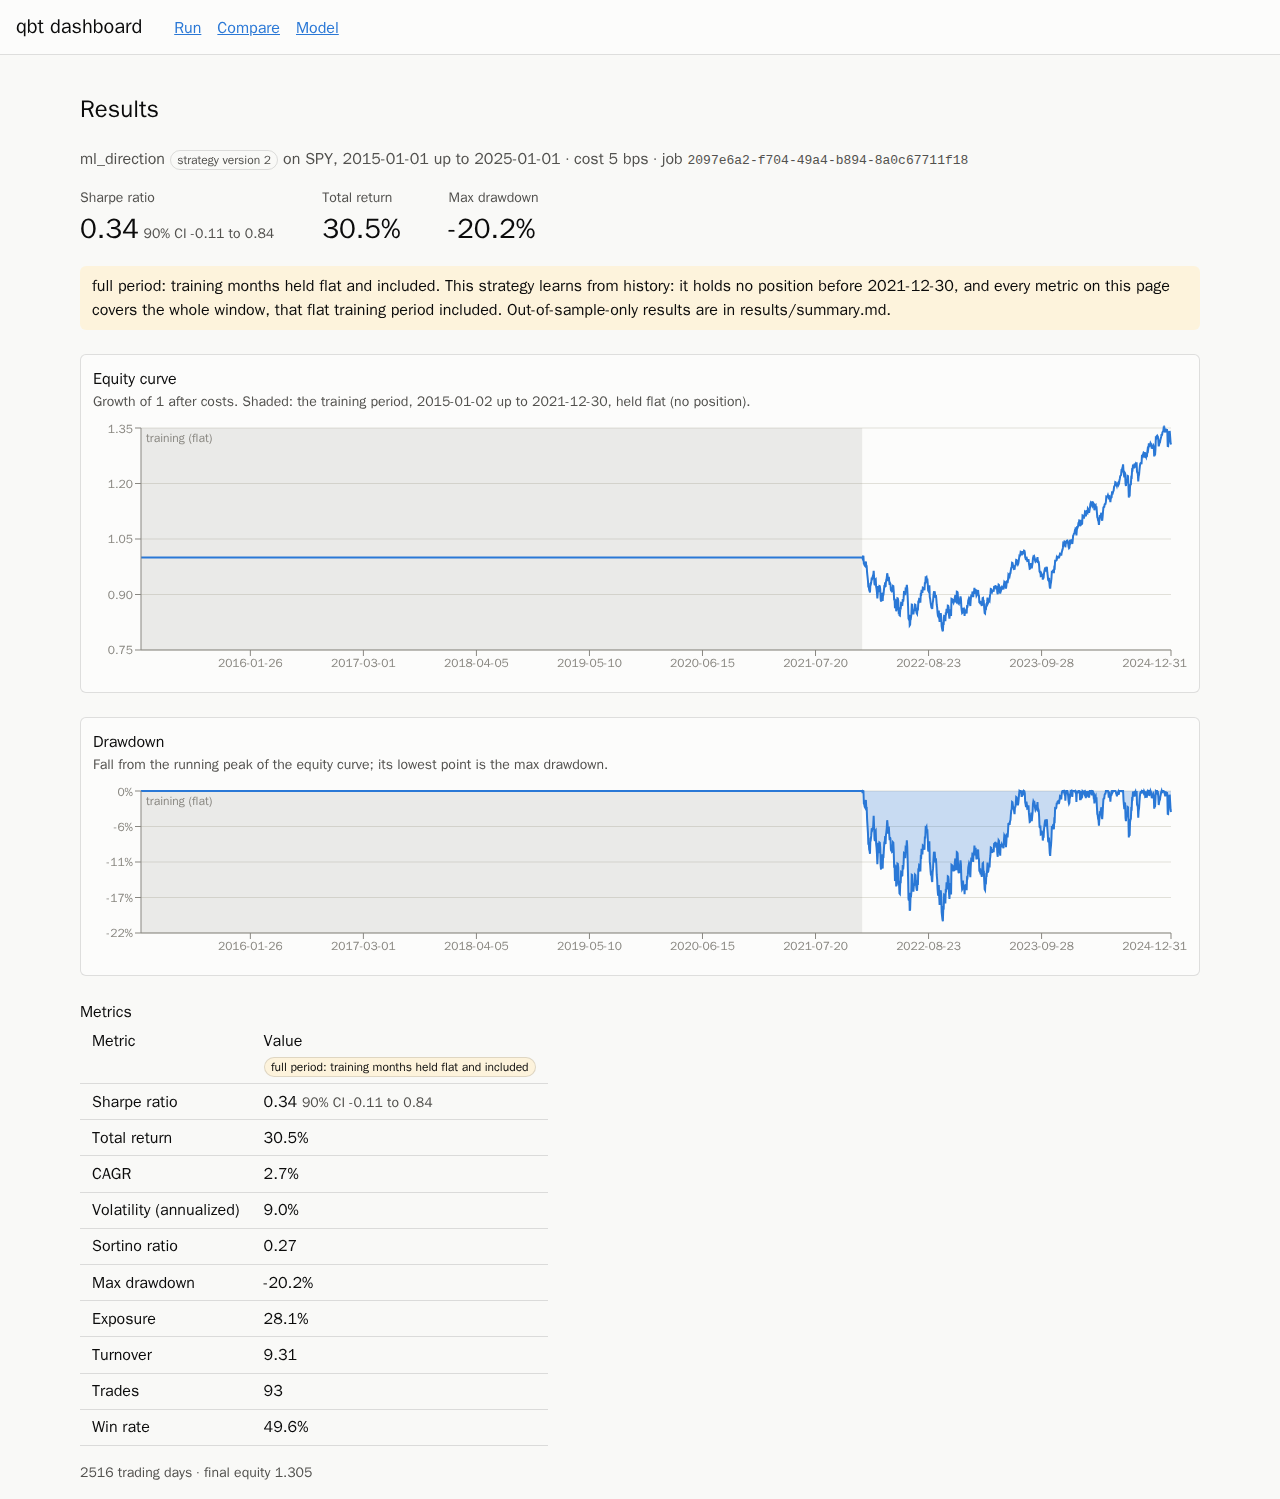 qbt dashboard Run Compare Model
Results
ml_direction strategy version 2 on SPY, 2015-01-01 up to 2025-01-01 · cost 5 bps · job 2097e6a2-f704-49a4-b894-8a0c67711f18
Sharpe ratio Total return Max drawdown
0.34 90% CI -0.11 to 0.84 30.5% -20.2%
full period: training months held flat and included. This strategy learns from history: it holds no position before 2021-12-30, and every metric on this page
covers the whole window, that flat training period included. Out-of-sample-only results are in results/summary.md.
Equity curve
Growth of 1 after costs. Shaded: the training period, 2015-01-02 up to 2021-12-30, held flat (no position).
1.35
training (flat)
1.20
1.05
0.90
0.75
2016-01-26 2017-03-01 2018-04-05 2019-05-10 2020-06-15 2021-07-20 2022-08-23 2023-09-28 2024-12-31
Drawdown
Fall from the running peak of the equity curve; its lowest point is the max drawdown.
0%
training (flat)
-6%
-11%
-17%
-22%
2016-01-26 2017-03-01 2018-04-05 2019-05-10 2020-06-15 2021-07-20 2022-08-23 2023-09-28 2024-12-31
Metrics
Metric Value
full period: training months held flat and included
Sharpe ratio 0.34 90% CI -0.11 to 0.84
Total return 30.5%
CAGR 2.7%
Volatility (annualized) 9.0%
Sortino ratio 0.27
Max drawdown -20.2%
Exposure 28.1%
Turnover 9.31
Trades 93
Win rate 49.6%
2516 trading days · final equity 1.305